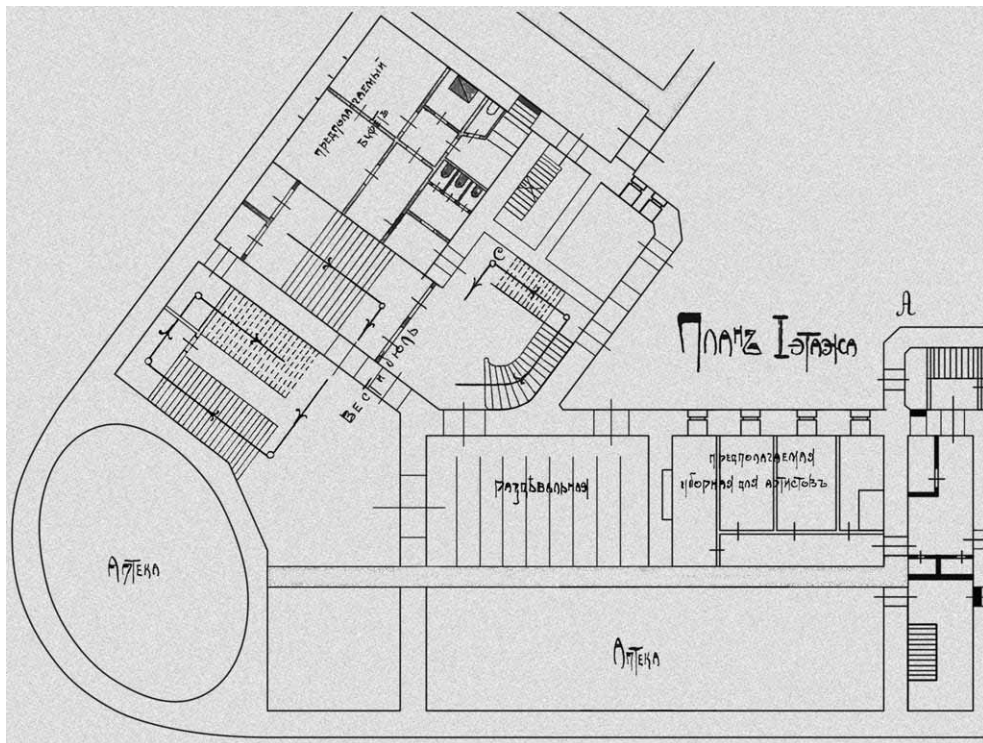 предполагаемый
буфетъ
С
Вестибюль
А
Планъ I этажа
предполагаемая
уборная для артистовъ
раздѣвальная
Аптека
Аптека